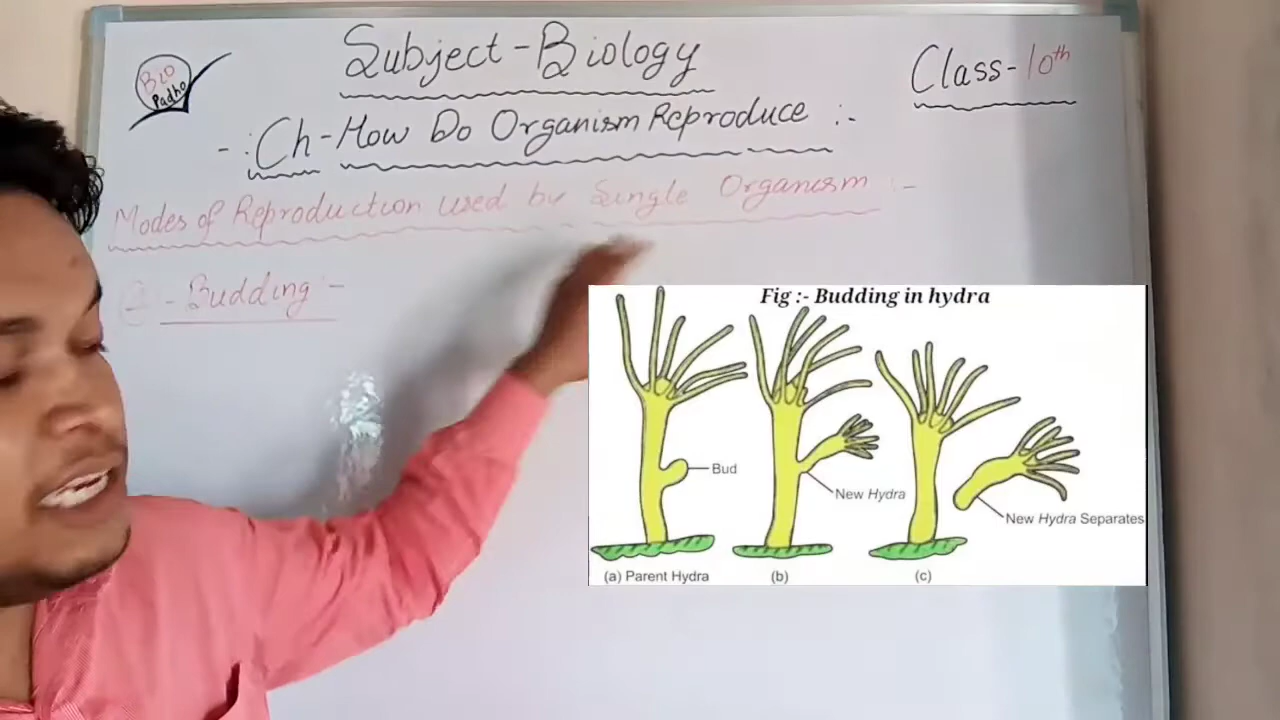 Bio
Padho
Subject-Biology
Class-10th
-:Ch-How Do Organism Reproduce:-
Modes of Reproduction used by Single Organism:-
② - Budding:-
Fig :- Budding in hydra
Bud
New Hydra
New Hydra Separates
(a) Parent Hydra
(b)
(c)